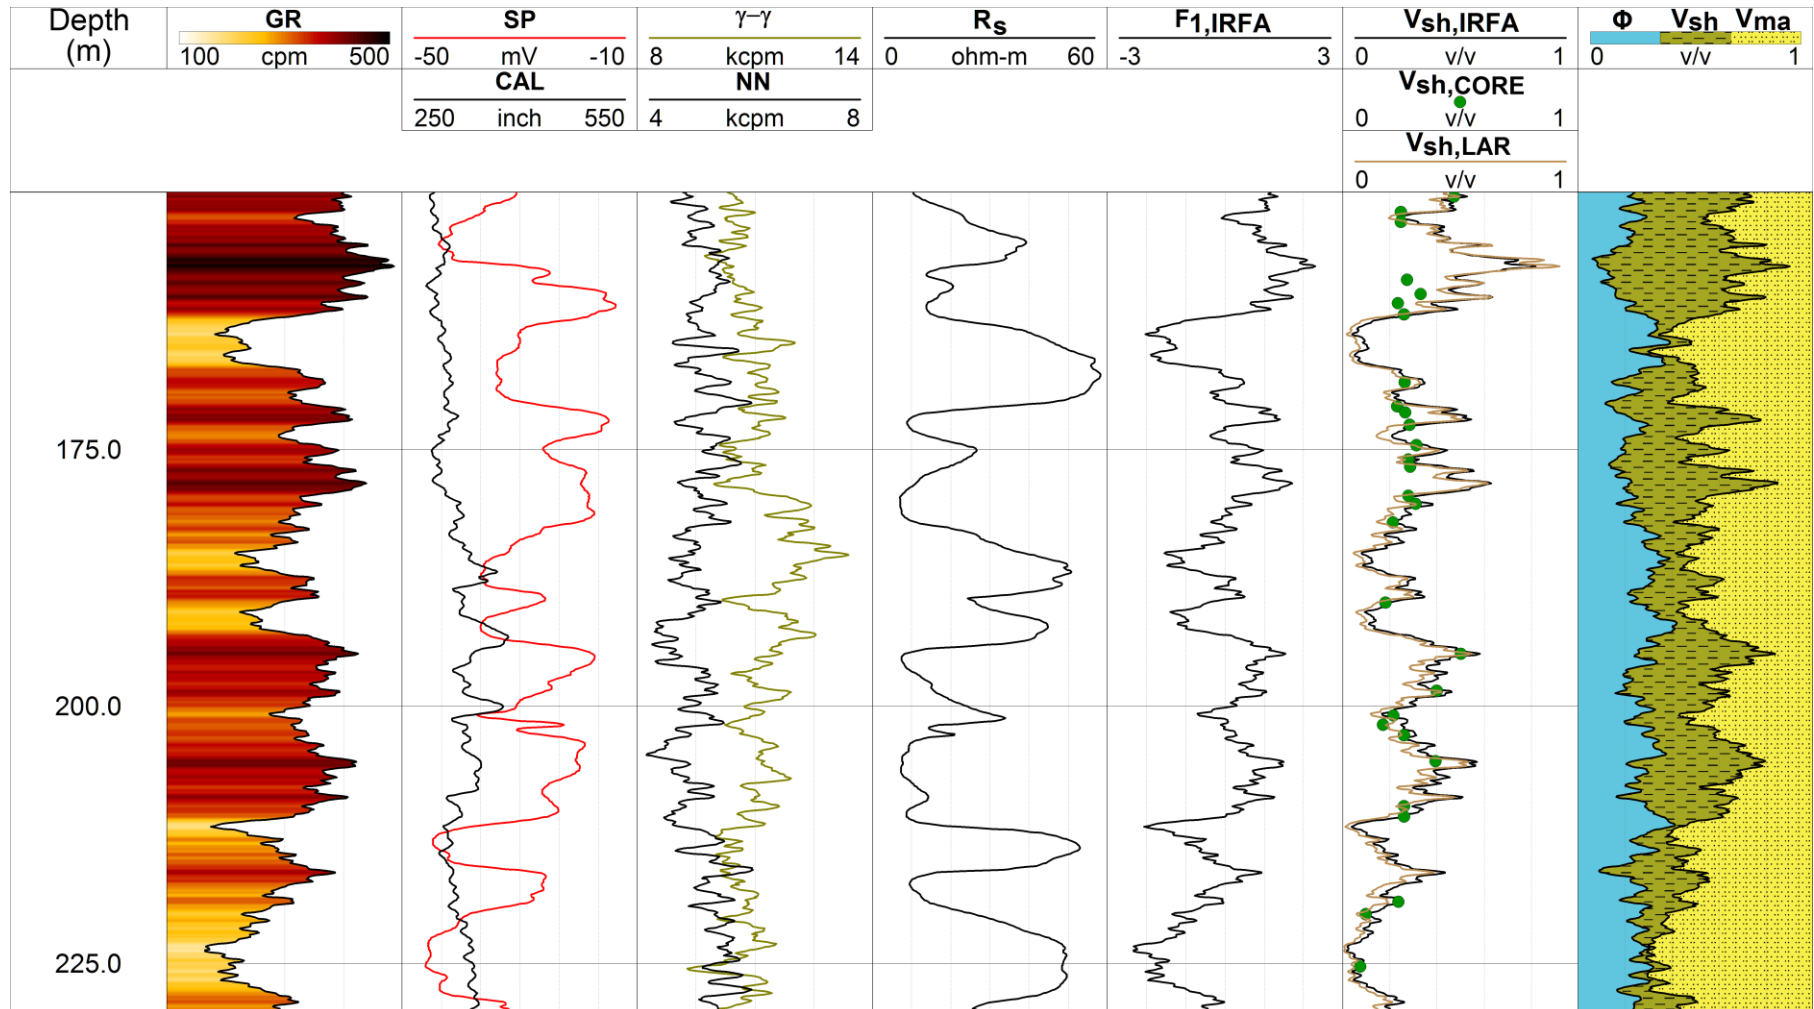 Depth
(m)
GR
100 cpm 500
SP
-50 mV -10
CAL
250 inch 550
γ−γ
8 kcpm 14
NN
4 kcpm 8
Rs
0 ohm-m 60
F1,IRFA
-3 3
Vsh,IRFA
0 v/v 1
Vsh,CORE
0 v/v 1
Vsh,LAR
0 v/v 1
Φ Vsh Vma
0 v/v 1
175.0
200.0
225.0